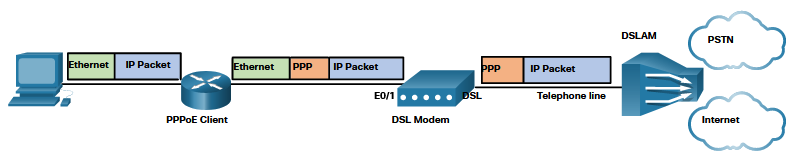 DSLAM
PSTN
Ethernet IP Packet
Ethernet PPP IP Packet
PPP IP Packet
E0/1
DSL
Telephone line
PPPoE Client
DSL Modem
Internet